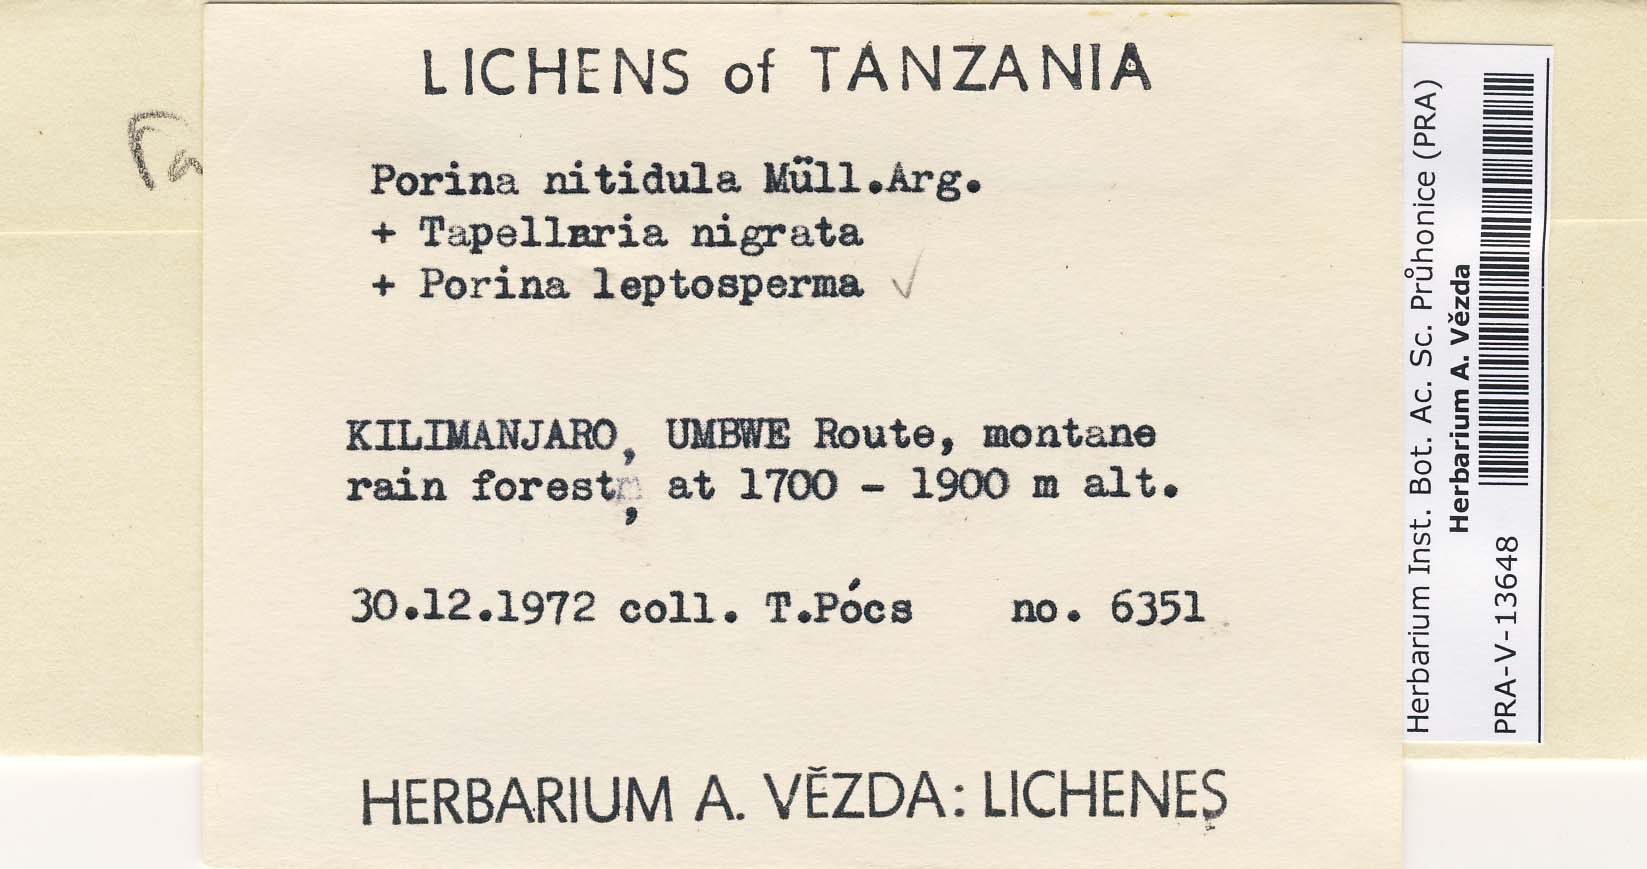 LICHENS of TANZANIA
Porina nitidula Müll.Arg.
+ Tapellaria nigrata
+ Porina leptosperma ✓
KILIMANJARO, UMBWE Route, montane
rain forest, at 1700 - 1900 m alt.
30.12.1972 coll. T.Pócs no. 6351
HERBARIUM A. VĚZDA: LICHENES
Herbarium Inst. Bot. Ac. Sc. Průhonice (PRA)
Herbarium A. Vězda
PRA-V-13648